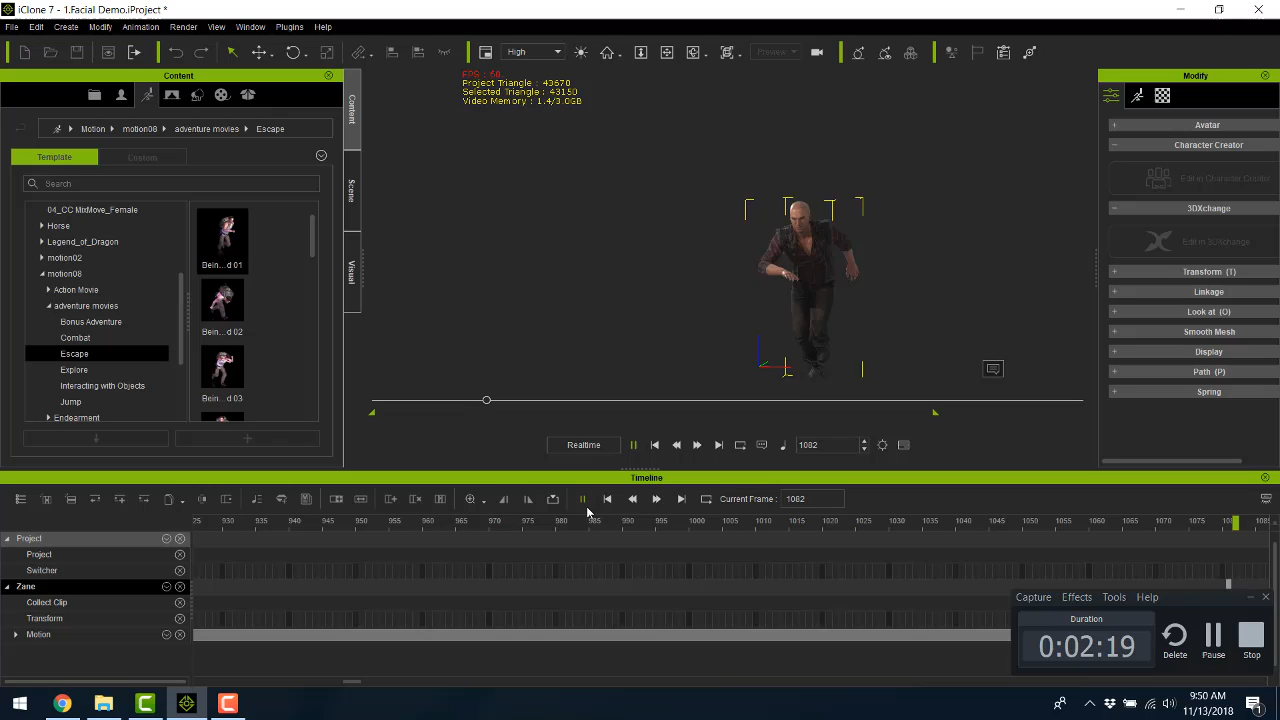 iClone 7 - 1.Facial Demo.iProject *
File Edit Create Modify Animation Render View Window Plugins Help
High
Preview
Content
Motion motion08 adventure movies Escape
Template Custom
Search
04_CC MixMove_Female
Horse
Legend_of_Dragon
motion02
motion08
Action Movie
adventure movies
Bonus Adventure
Combat
Escape
Explore
Interacting with Objects
Jump
Endearment
Bein...d 01
Bein...d 02
Bein...d 03
Content
Scene
Visual
FPS : 60
Project Triangle : 43670
Selected Triangle : 43150
Video Memory : 1.4/3.0GB
Modify
Avatar
Character Creator
Edit in Character Creator
3DXchange
Edit in 3DXchange
Transform (T)
Linkage
Look at (O)
Smooth Mesh
Display
Path (P)
Spring
Realtime 1082
Timeline
Current Frame : 1082
25 930 935 940 945 950 955 960 965 970 975 980 985 990 995 1000 1005 1010 1015 1020 1025 1030 1035 1040 1045 1050 1055 1060 1065 1070 1075
Project
Project
Switcher
Zane
Collect Clip
Transform
Motion
Capture Effects Tools Help
Duration
0:02:19
Delete Pause Stop
9:50 AM
11/13/2018
1